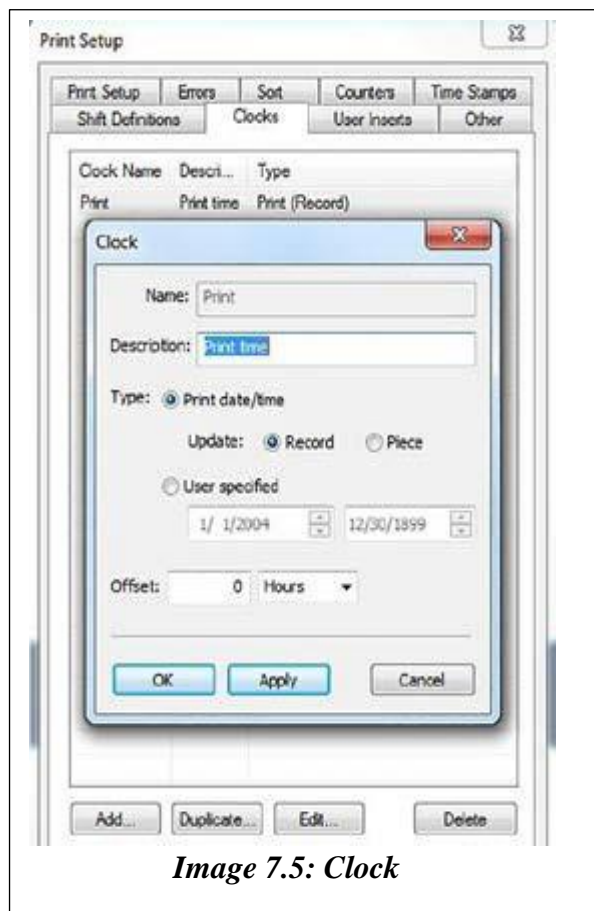 Print Setup
Prnt Setup Errors Sort Counters Time Stamps
Shift Definitions Clocks User Inserts Other
Clock Name Descri... Type
Print Print time Print (Record)
Clock
Name: Print
Description: Print time
Type: Print date/time
Update: Record Piece
User specified
1/ 1/2004 12/30/1899
Offset: 0 Hours
OK Apply Cancel
Add... Duplicate... Edit... Delete
Image 7.5: Clock